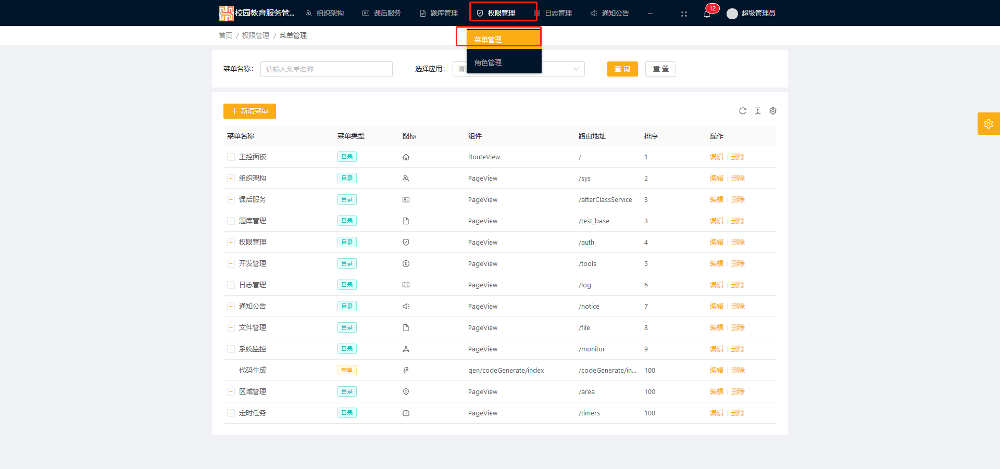 校园教育服务管... 组织架构 课后服务 题库管理 权限管理 日志管理 通知公告 ... 12 超级管理员
首页 / 权限管理 / 菜单管理
菜单管理
角色管理
菜单名称: 请输入菜单名称 选择应用: 请 查 询 重 置
+ 新增菜单
菜单名称 菜单类型 图标 组件 路由地址 排序 操作
主控面板 目录 RouteView / 1 编辑 删除
组织架构 目录 PageView /sys 2 编辑 删除
课后服务 目录 PageView /afterClassService 3 编辑 删除
题库管理 目录 PageView /test_base 3 编辑 删除
权限管理 目录 PageView /auth 4 编辑 删除
开发管理 目录 PageView /tools 5 编辑 删除
日志管理 目录 PageView /log 6 编辑 删除
通知公告 目录 PageView /notice 7 编辑 删除
文件管理 目录 PageView /file 8 编辑 删除
系统监控 目录 PageView /monitor 9 编辑 删除
代码生成 菜单 gen/codeGenerate/index /codeGenerate/in... 100 编辑 删除
区域管理 目录 PageView /area 100 编辑 删除
定时任务 目录 PageView /timers 100 编辑 删除